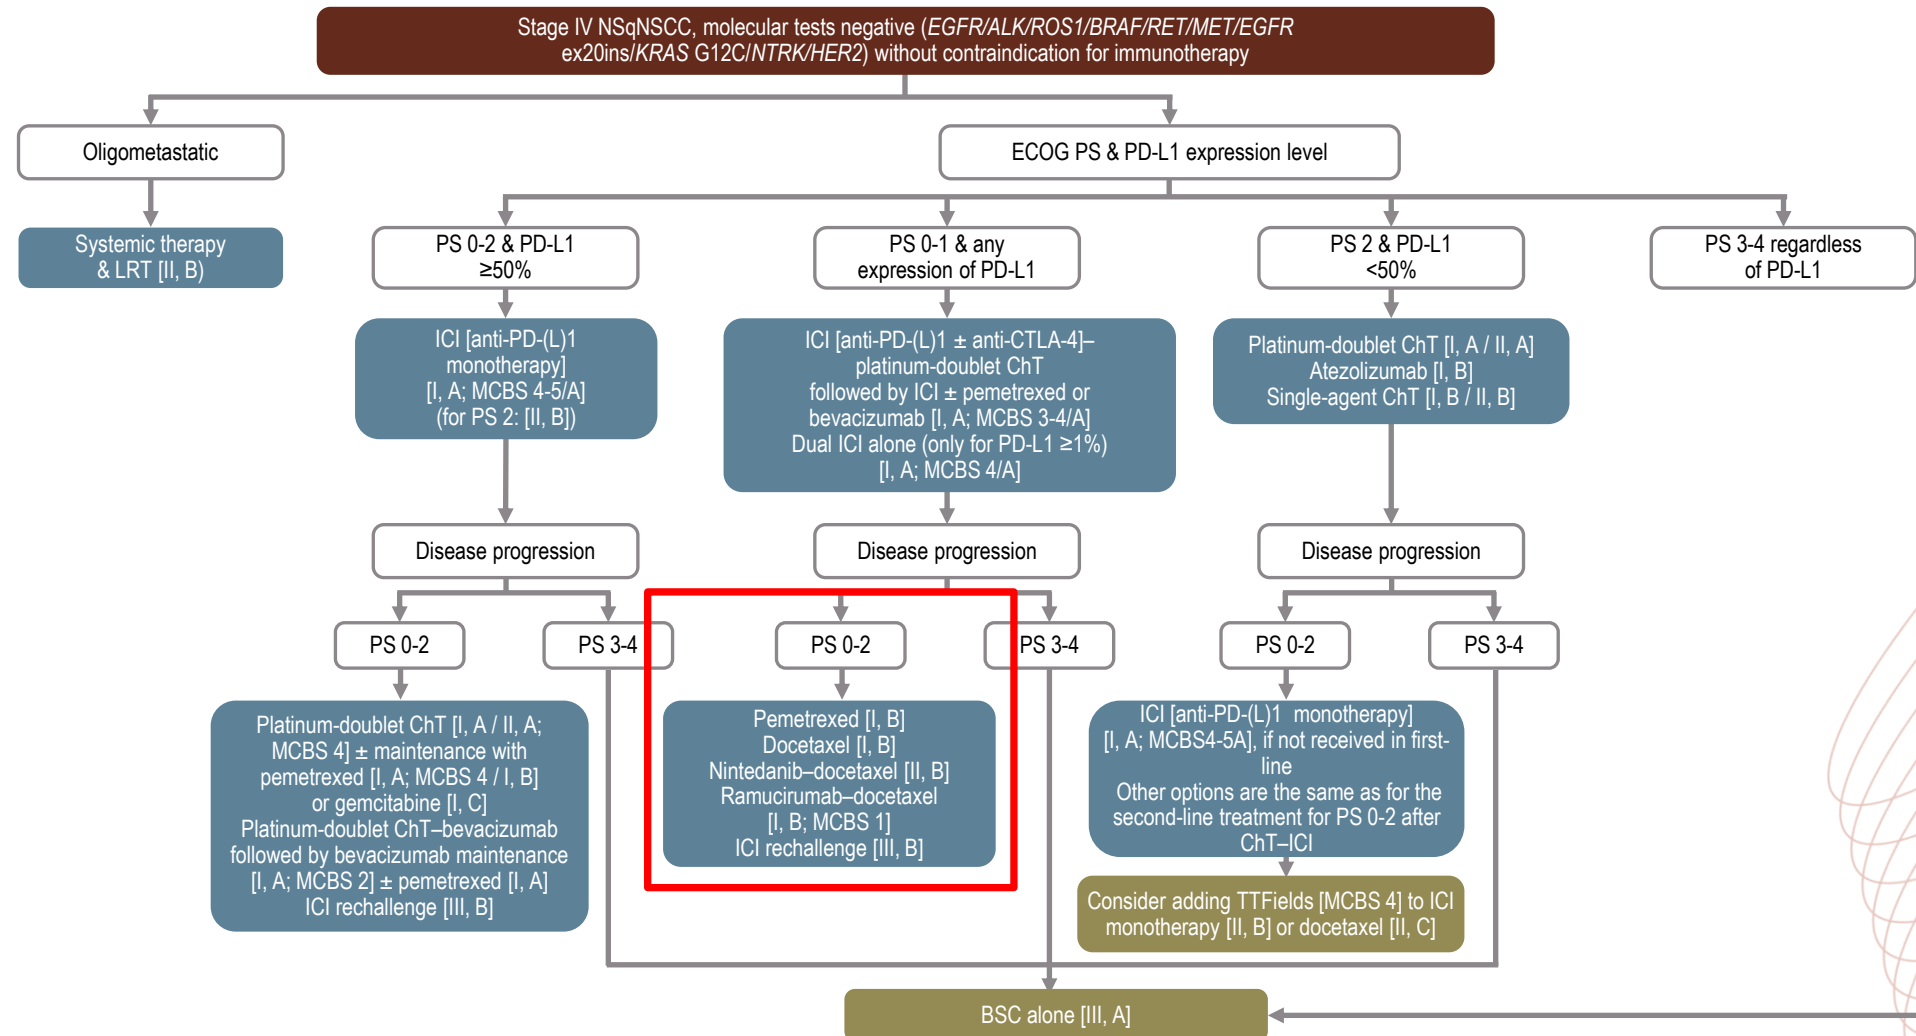 Stage IV NSqNSCC, molecular tests negative (EGFR/ALK/ROS1/BRAF/RET/MET/EGFR
ex20ins/KRAS G12C/NTRK/HER2) without contraindication for immunotherapy
Oligometastatic
ECOG PS & PD-L1 expression level
Systemic therapy
& LRT [II, B)
PS 0-2 & PD-L1
≥50%
PS 0-1 & any
expression of PD-L1
PS 2 & PD-L1
<50%
PS 3-4 regardless
of PD-L1
ICI [anti-PD-(L)1
monotherapy]
[I, A; MCBS 4-5/A]
(for PS 2: [II, B])
ICI [anti-PD-(L)1 ± anti-CTLA-4]–
platinum-doublet ChT
followed by ICI ± pemetrexed or
bevacizumab [I, A; MCBS 3-4/A]
Dual ICI alone (only for PD-L1 ≥1%)
[I, A; MCBS 4/A]
Platinum-doublet ChT [I, A / II, A]
Atezolizumab [I, B]
Single-agent ChT [I, B / II, B]
Disease progression
Disease progression
Disease progression
PS 0-2
PS 3-4
PS 0-2
PS 3-4
PS 0-2
PS 3-4
Platinum-doublet ChT [I, A / II, A;
MCBS 4] ± maintenance with
pemetrexed [I, A; MCBS 4 / I, B]
or gemcitabine [I, C]
Platinum-doublet ChT–bevacizumab
followed by bevacizumab maintenance
[I, A; MCBS 2] ± pemetrexed [I, A]
ICI rechallenge [III, B]
Pemetrexed [I, B]
Docetaxel [I, B]
Nintedanib–docetaxel [II, B]
Ramucirumab–docetaxel
[I, B; MCBS 1]
ICI rechallenge [III, B]
ICI [anti-PD-(L)1 monotherapy]
[I, A; MCBS4-5A], if not received in first-
line
Other options are the same as for the
second-line treatment for PS 0-2 after
ChT–ICI
Consider adding TTFields [MCBS 4] to ICI
monotherapy [II, B] or docetaxel [II, C]
BSC alone [III, A]